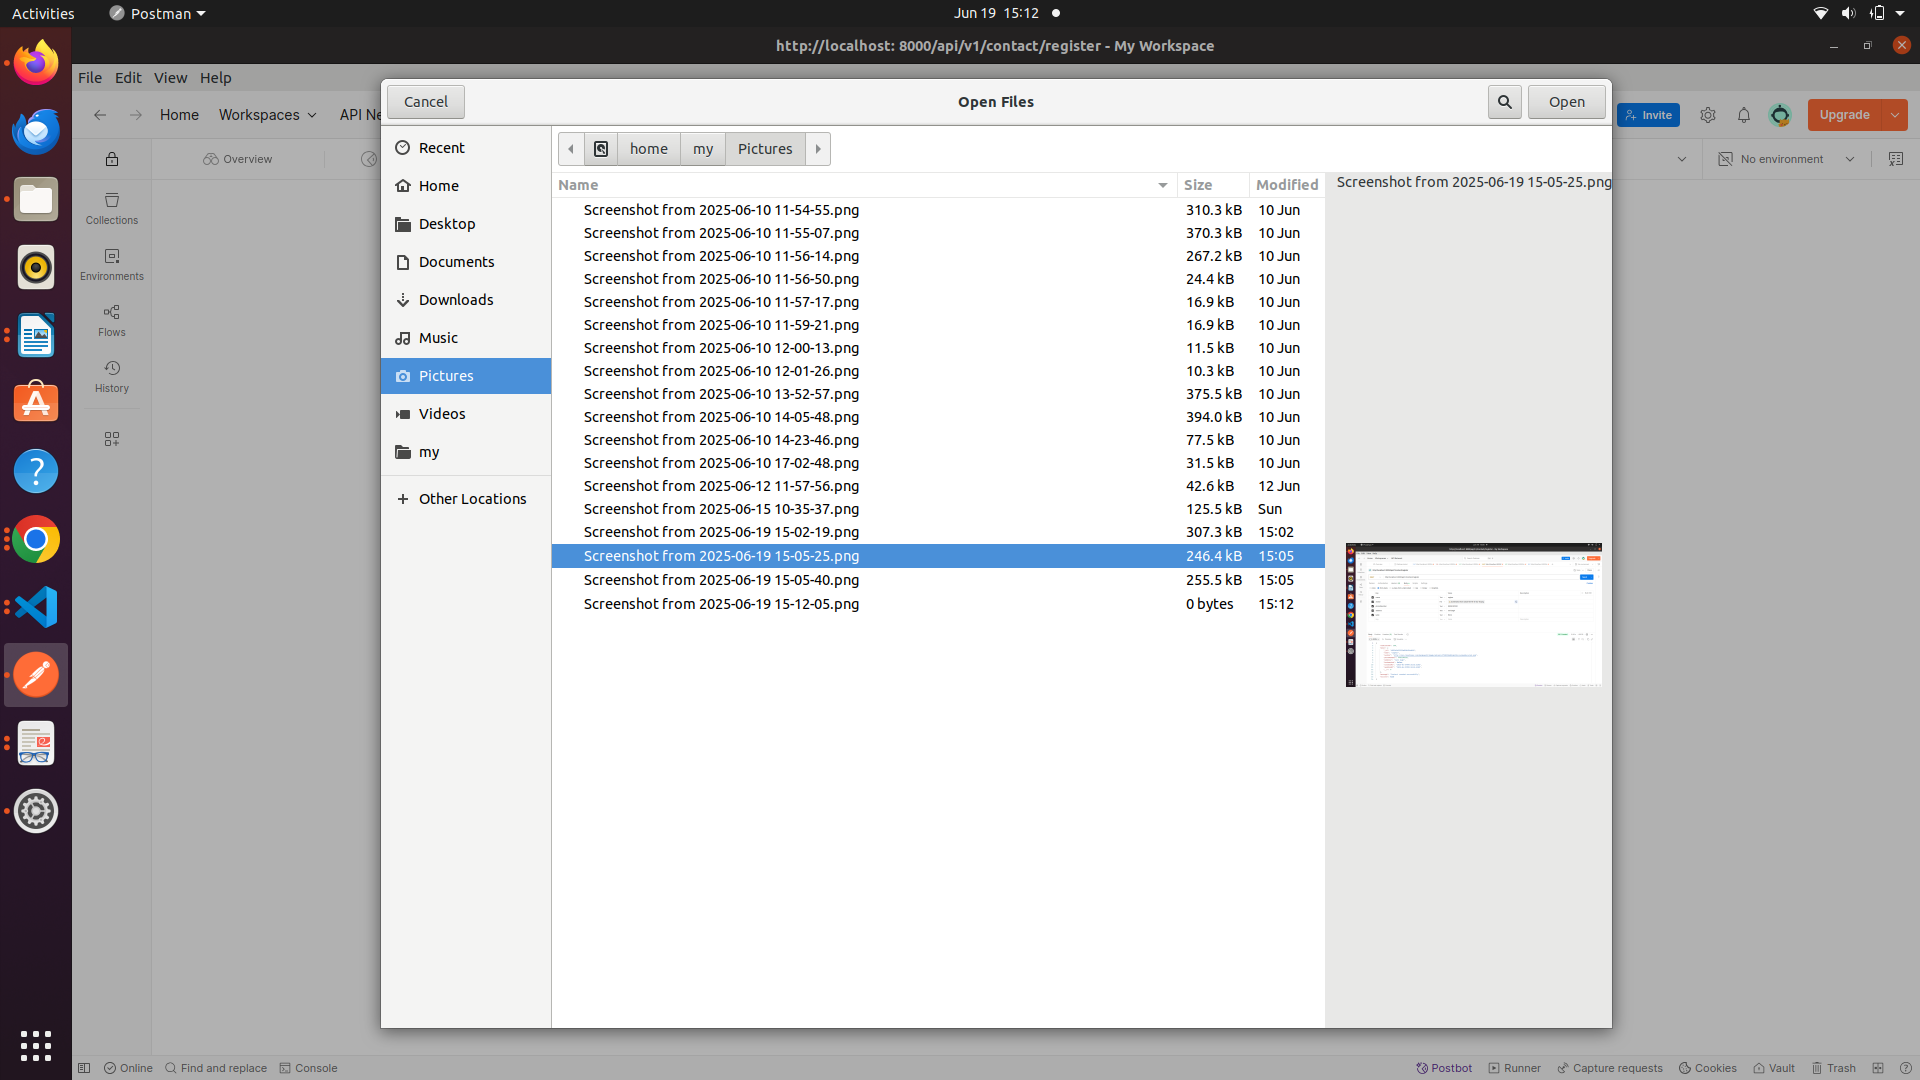 Activities
Postman
Jun 19 15:12
http://localhost: 8000/api/v1/contact/register - My Workspace
File Edit View Help
Home Workspaces API Ne
Invite
Upgrade
Overview
No environment
Collections
Environments
Flows
History
Cancel
Open Files
Open
Recent
Home
Desktop
Documents
Downloads
Music
Pictures
Videos
my
Other Locations
home my Pictures
Name Size Modified
Screenshot from 2025-06-10 11-54-55.png 310.3 kB 10 Jun
Screenshot from 2025-06-10 11-55-07.png 370.3 kB 10 Jun
Screenshot from 2025-06-10 11-56-14.png 267.2 kB 10 Jun
Screenshot from 2025-06-10 11-56-50.png 24.4 kB 10 Jun
Screenshot from 2025-06-10 11-57-17.png 16.9 kB 10 Jun
Screenshot from 2025-06-10 11-59-21.png 16.9 kB 10 Jun
Screenshot from 2025-06-10 12-00-13.png 11.5 kB 10 Jun
Screenshot from 2025-06-10 12-01-26.png 10.3 kB 10 Jun
Screenshot from 2025-06-10 13-52-57.png 375.5 kB 10 Jun
Screenshot from 2025-06-10 14-05-48.png 394.0 kB 10 Jun
Screenshot from 2025-06-10 14-23-46.png 77.5 kB 10 Jun
Screenshot from 2025-06-10 17-02-48.png 31.5 kB 10 Jun
Screenshot from 2025-06-12 11-57-56.png 42.6 kB 12 Jun
Screenshot from 2025-06-15 10-35-37.png 125.5 kB Sun
Screenshot from 2025-06-19 15-02-19.png 307.3 kB 15:02
Screenshot from 2025-06-19 15-05-25.png 246.4 kB 15:05
Screenshot from 2025-06-19 15-05-40.png 255.5 kB 15:05
Screenshot from 2025-06-19 15-12-05.png 0 bytes 15:12
Screenshot from 2025-06-19 15-05-25.png
Online Find and replace Console
Postbot Runner Capture requests Cookies Vault Trash